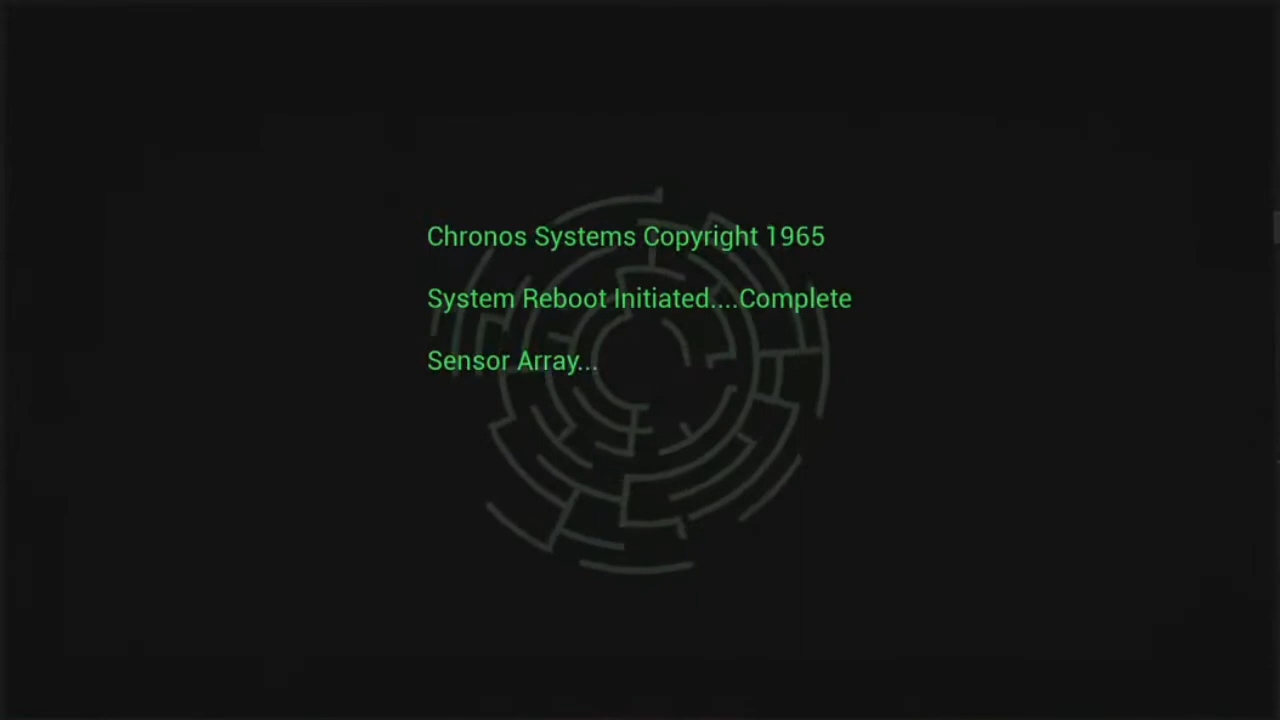 Chronos Systems Copyright 1965
System Reboot Initiated....Complete
Sensor Array...